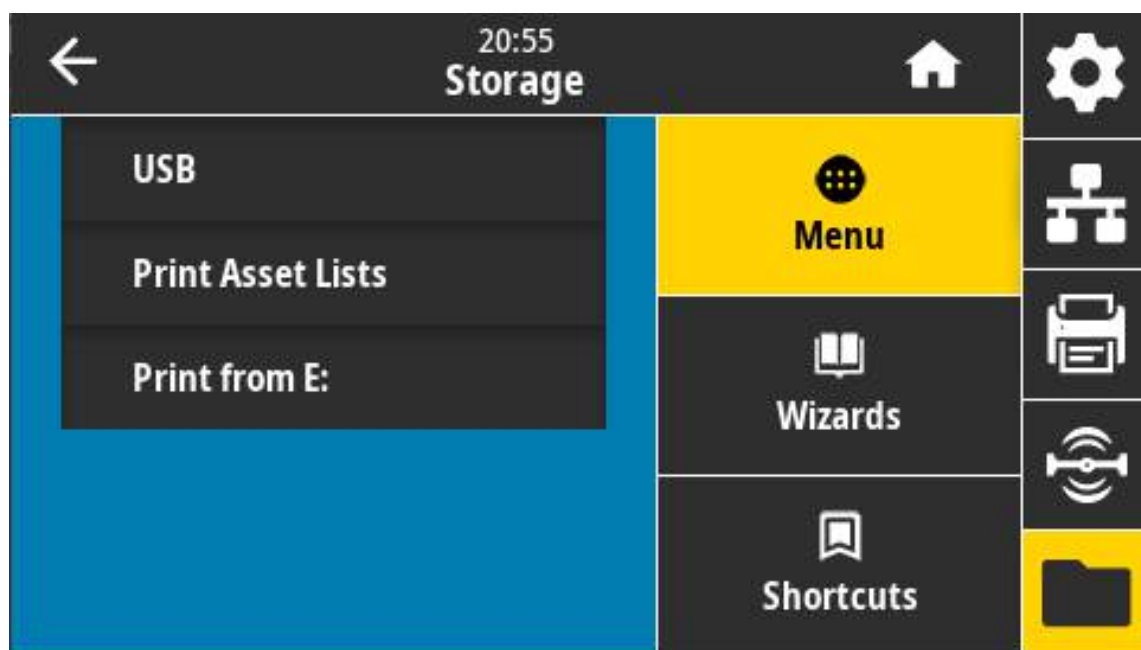 20:55
Storage
USB
Print Asset Lists
Print from E:
Menu
Wizards
Shortcuts